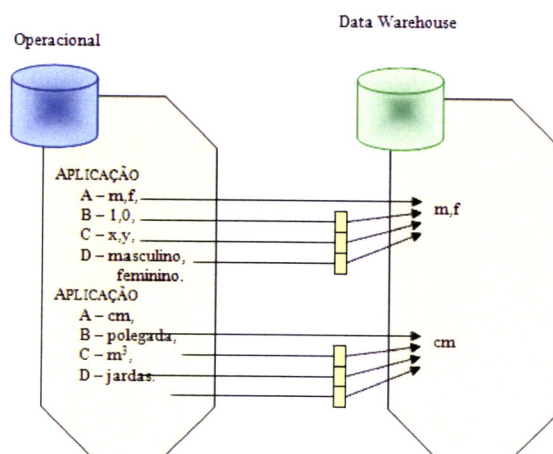 Data Warehouse
Operacional
APLICAÇÃO
A – m,f,
B – 1,0,
C – x,y,
D – masculino,
feminino.
m,f
APLICAÇÃO
A – cm,
B – polegada,
C – m³,
D – jardas.
cm